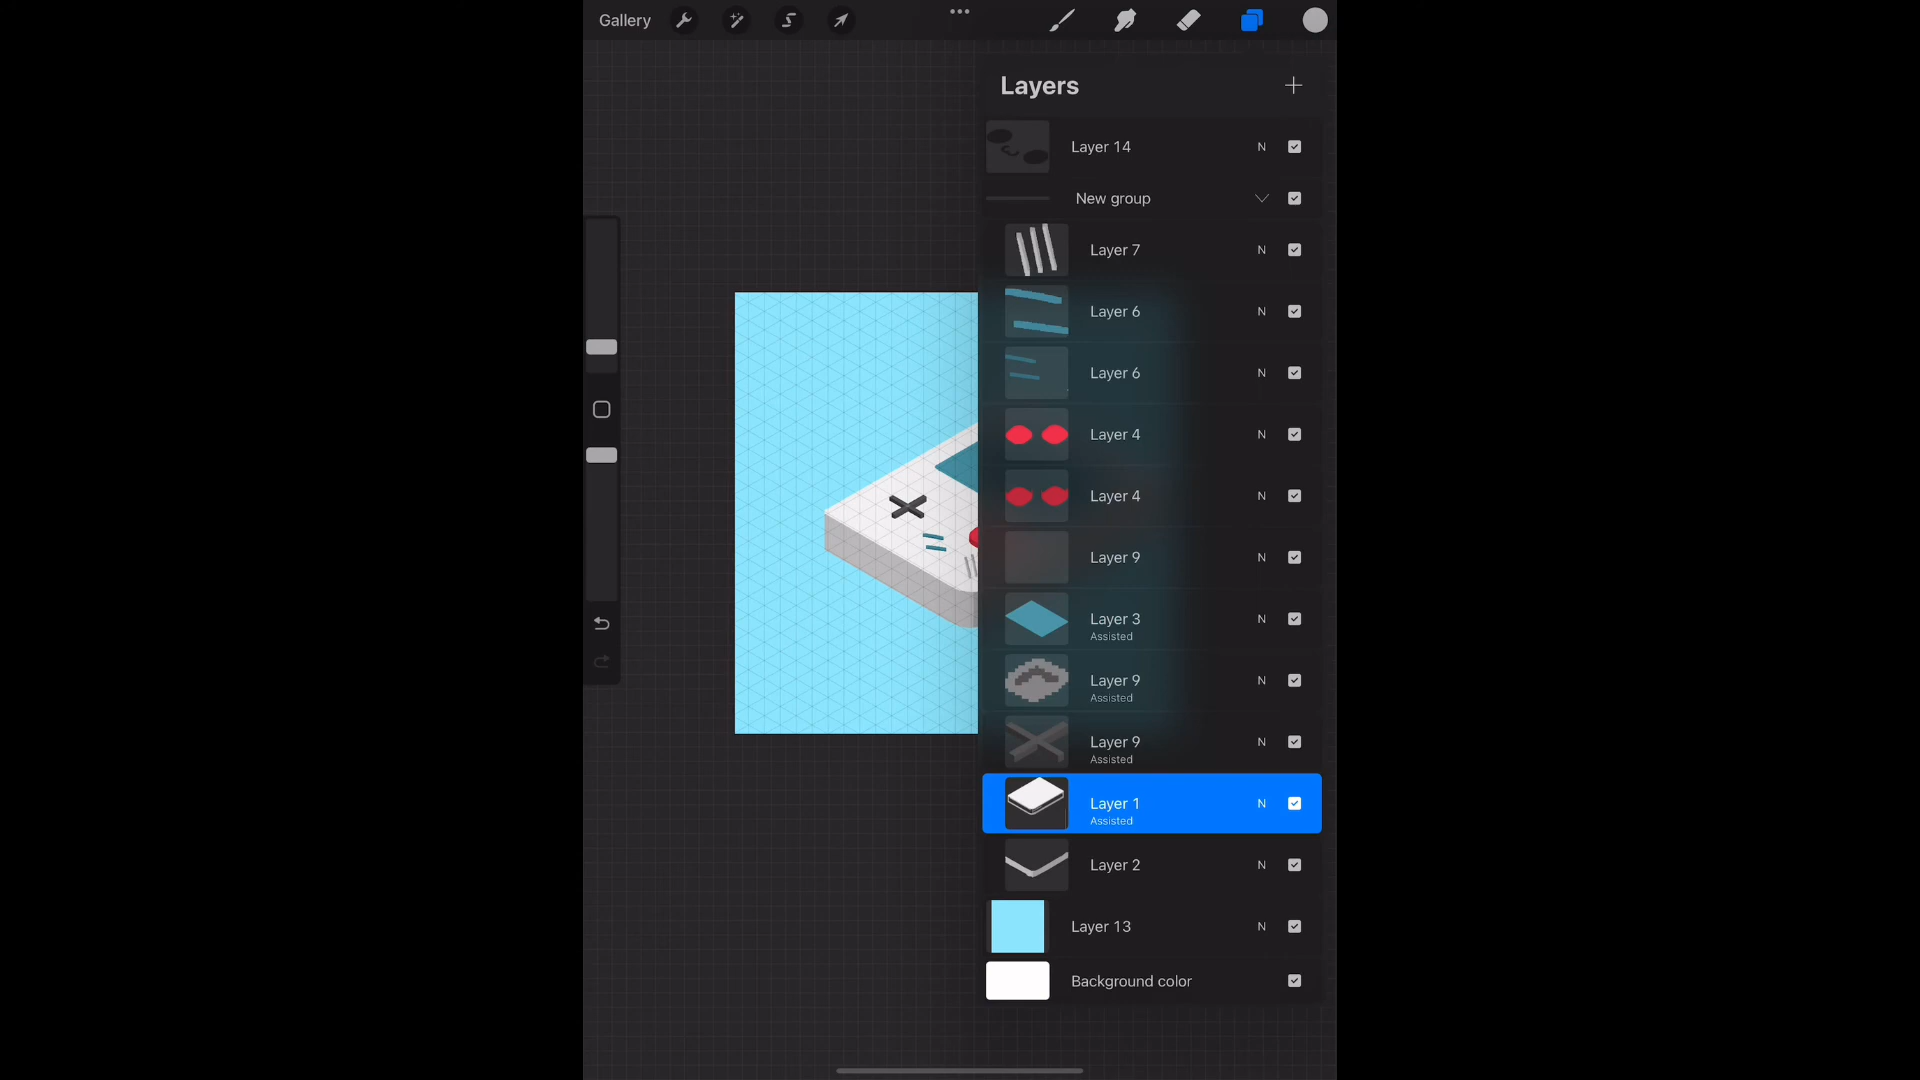 Gallery
Layers
Layer 14 N
New group
Layer 7 N
Layer 6 N
Layer 6 N
Layer 4 N
Layer 4 N
Layer 9 N
Layer 3 N
Assisted
Layer 9 N
Assisted
Layer 9 N
Assisted
Layer 1 N
Assisted
Layer 2 N
Layer 13 N
Background color